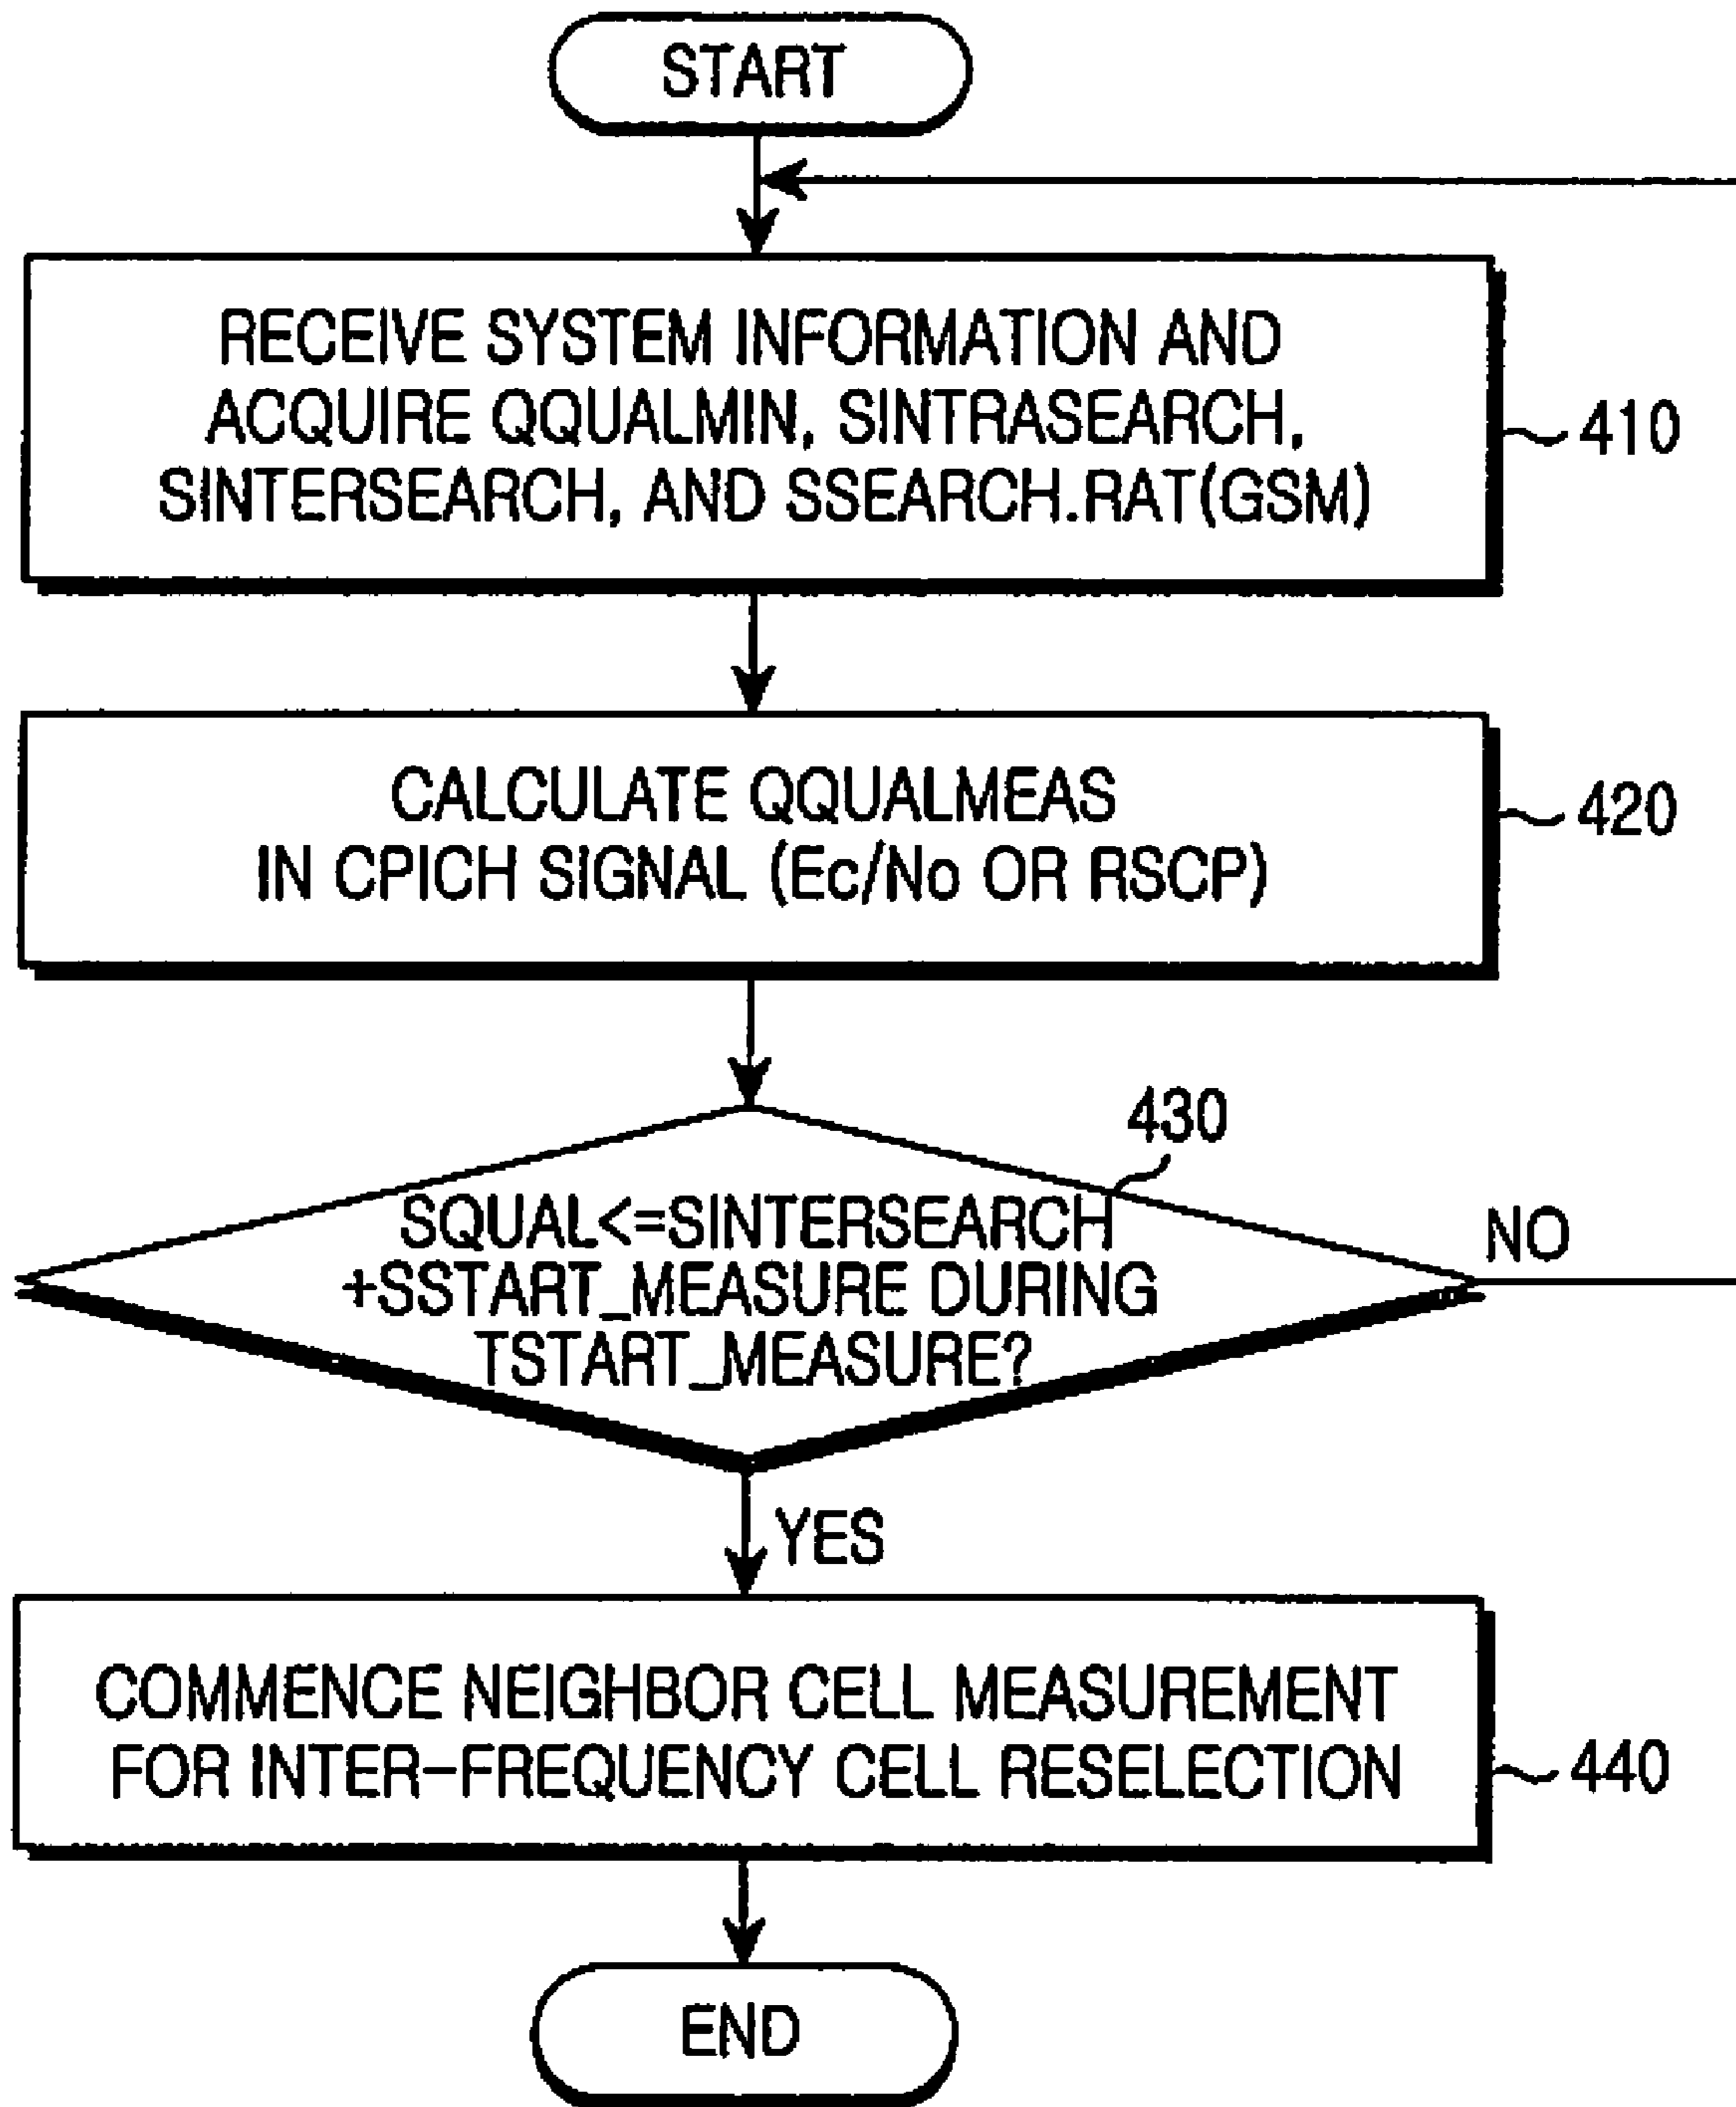 START
RECEIVE SYSTEM INFORMATION AND
ACQUIRE QQUALMIN, SINTRASEARCH,
SINTERSEARCH, AND SSEARCH.RAT(GSM)
410
CALCULATE QQUALMEAS
IN CPICH SIGNAL (Ec/No OR RSCP)
420
430
SQUAL<=SINTERSEARCH
+SSTART_MEASURE DURING
TSTART_MEASURE?
NO
YES
COMMENCE NEIGHBOR CELL MEASUREMENT
FOR INTER-FREQUENCY CELL RESELECTION
440
END